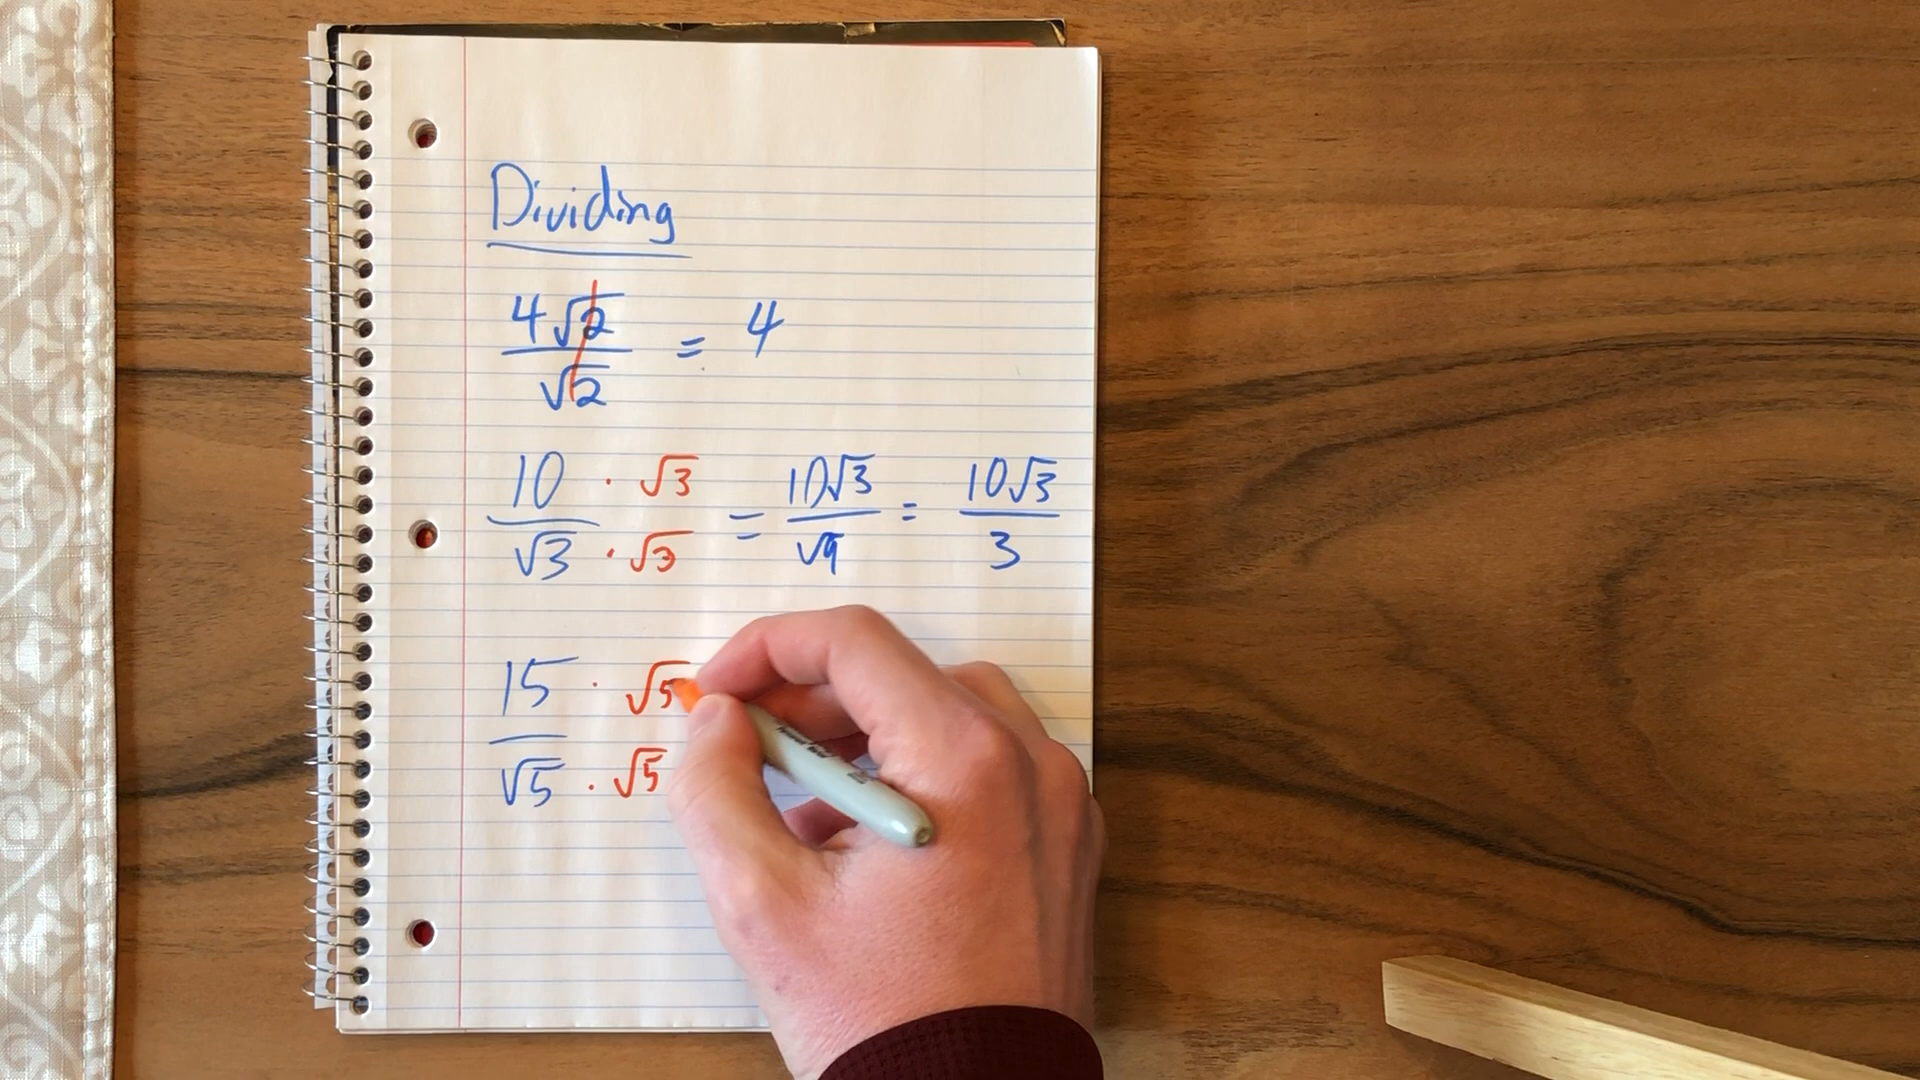 Dividing
4√2 / √2 = 4
10 · √3 / √3 · √3 = 10√3 / √9 = 10√3 / 3
15 · √5 / √5 · √5